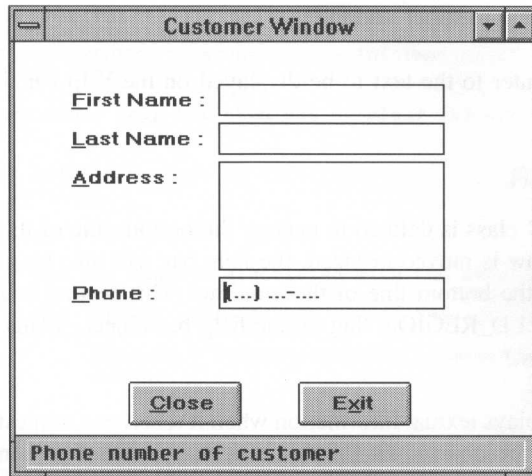 Customer Window
First Name :
Last Name :
Address :
Phone : (...) ...-....
Close Exit
Phone number of customer